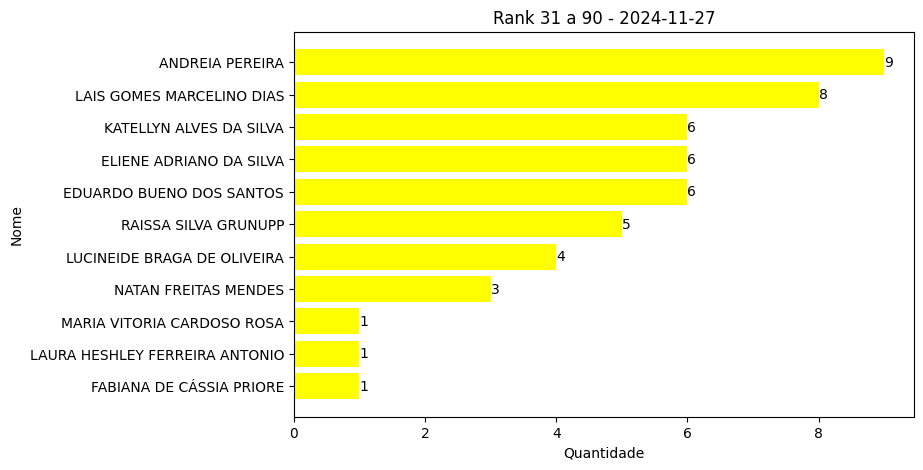 Rank 31 a 90 - 2024-11-27
Nome
ANDREIA PEREIRA 9
LAIS GOMES MARCELINO DIAS 8
KATELLYN ALVES DA SILVA 6
ELIENE ADRIANO DA SILVA 6
EDUARDO BUENO DOS SANTOS 6
RAISSA SILVA GRUNUPP 5
LUCINEIDE BRAGA DE OLIVEIRA 4
NATAN FREITAS MENDES 3
MARIA VITORIA CARDOSO ROSA 1
LAURA HESHLEY FERREIRA ANTONIO 1
FABIANA DE CÁSSIA PRIORE 1
0 2 4 6 8
Quantidade